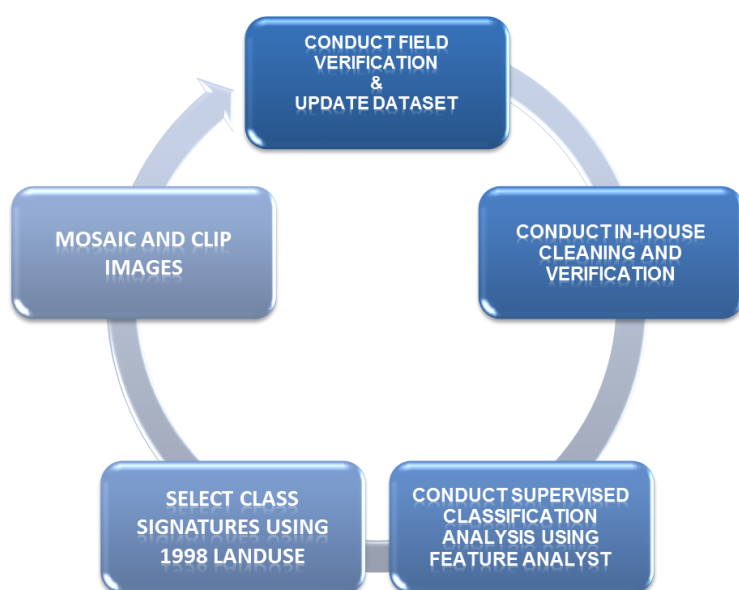 CONDUCT FIELD
VERIFICATION
&
UPDATE DATASET
CONDUCT IN-HOUSE
CLEANING AND
VERIFICATION
CONDUCT SUPERVISED
CLASSIFICATION
ANALYSIS USING
FEATURE ANALYST
SELECT CLASS
SIGNATURES USING
1998 LANDUSE
MOSAIC AND CLIP
IMAGES